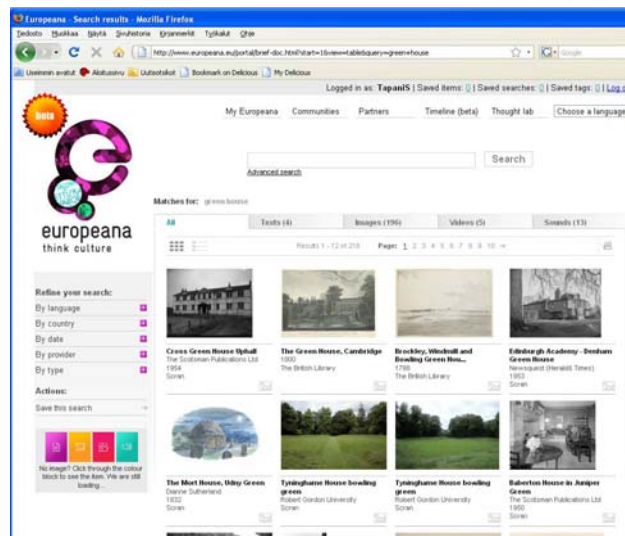 Europeana - Search results - Mozilla Firefox
Tiedosto Muokkaa Näytä Sivuhistoria Kirjanmerkit Työkalut Ohje
http://www.europeana.eu/portal/brief-doc.html?start=1&view=table&query=green+house
Google
Useimmin avatut Aloitussivu Uutisotsikot Bookmark on Delicious My Delicious
Logged in as: TapaniS | Saved items: | Saved searches: | Saved tags: | Log
My Europeana Communities Partners Timeline (beta) Thought lab Choose a language
beta
Search
Advanced search
europeana
think culture
Matches for: green house
All Texts (4) Images (196) Videos (5) Sounds (13)
Results 1 - 12 of 218 Page: 1 2 3 4 5 6 7 8 9 10
Refine your search:
By language
By country
By date
By provider
By type
Actions:
Save this search
No image? Click through the colour
block to see the item. We are still
loading...
Cross Green House Uphall
The Scotsman Publications Ltd
1954
Scran
The Green House, Cambridge
1800
The British Library
Brockley, Windmill and
Bowling Green Hou...
1798
The British Library
Edinburgh Academy - Denham
Green House
Newsquest (Herald & Times)
1953
Scran
The Mort House, Udny Green
Dianne Sutherland
1832
Scran
Tyninghame House bowling
green
Robert Gordon University
Scran
Tyninghame House bowling
green
Robert Gordon University
Scran
Baberton House in Juniper
Green
The Scotsman Publications Ltd
1960
Scran